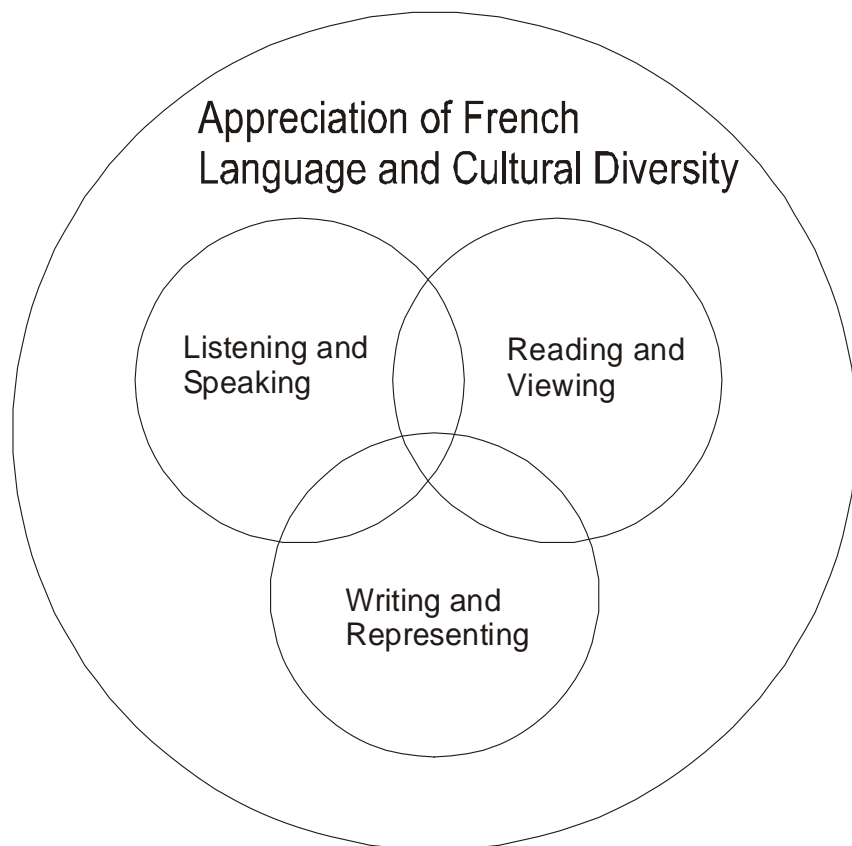 Appreciation of French
Language and Cultural Diversity
Listening and
Speaking
Reading and
Viewing
Writing and
Representing